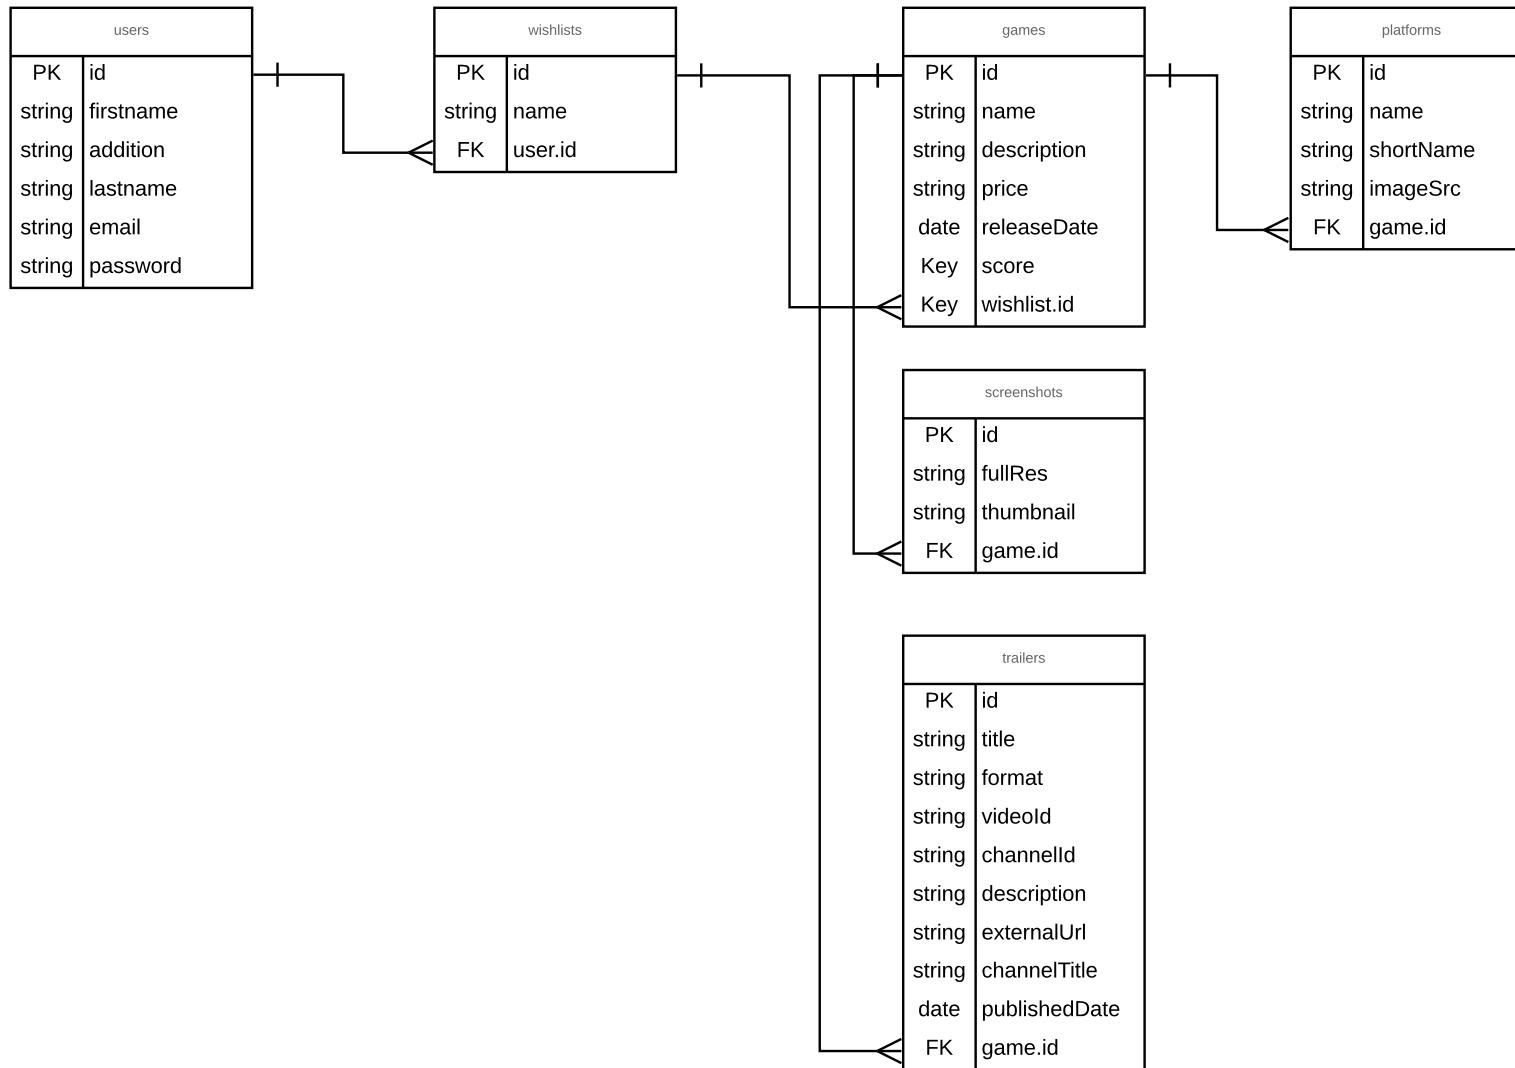 users
PK id
string firstname
string addition
string lastname
string email
string password
wishlists
PK id
string name
FK user.id
games
PK id
string name
string description
string price
date releaseDate
Key score
Key wishlist.id
platforms
PK id
string name
string shortName
string imageSrc
FK game.id
screenshots
PK id
string fullRes
string thumbnail
FK game.id
trailers
PK id
string title
string format
string videoId
string channelId
string description
string externalUrl
string channelTitle
date publishedDate
FK game.id